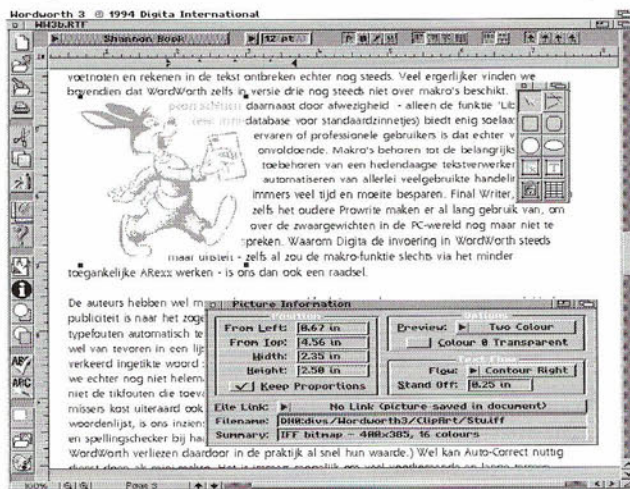 Wordworth 3 © 1994 Digita International
WW3b.RTF
Shannon Book
12 pt
voetnoten en rekenen in de tekst ontbreken echter nog steeds. Veel ergerlijker vinden we
bovendien dat WordWorth zelfs in versie drie nog steeds niet over makro's beschikt.
daarnaast door afwezigheid - alleen de funktie 'Lib
database voor standaardzinnetjes) biedt enig soelaas
ervaren of professionele gebruikers is dat echter v
onvoldoende. Makro's behoren tot de belangrijks
toebehoren van een hedendaagse tekstverwerker
automatiseren van allerlei veelgebruikte handelin
immers veel tijd en moeite besparen. Final Writer,
zelfs het oudere Prowrite maken er al lang gebruik van, om
over de zwaargewichten in de PC-wereld nog maar niet te
spreken. Waarom Digita de invoering in WordWorth steeds
maar uitstelt - zelfs al zou de makro-funktie slechts via het minder
toegankelijke ARexx werken - is ons dan ook een raadsel.
De auteurs hebben wel m
publiciteit is naar het zoge
typefouten automatisch te
wel van tevoren in een lijs
verkeerd ingetikte woord
we echter nog niet helema
niet de tikfouten die toeva
missers kost uiteraard ook
woordenlijst, is ons inziens
en spellingschecker bij ha
WordWorth verliezen daardoor in de praktijk al snel hun waarde.) Wel kan Auto-Correct nuttig
Picture Information
Position
From Left: 0.67 in
From Top: 4.56 in
Width: 2.35 in
Height: 2.50 in
Keep Proportions
Options
Preview: Two Colour
Colour 0 Transparent
Text Flow
Flow: Contour Right
Stand Off: 0.25 in
File Link: No Link (picture saved in document)
Filename: DH0:divs/Wordworth3/ClipArt/Stu.iff
Summary: IFF bitmap - 400x385, 16 colours
100%
Page 3